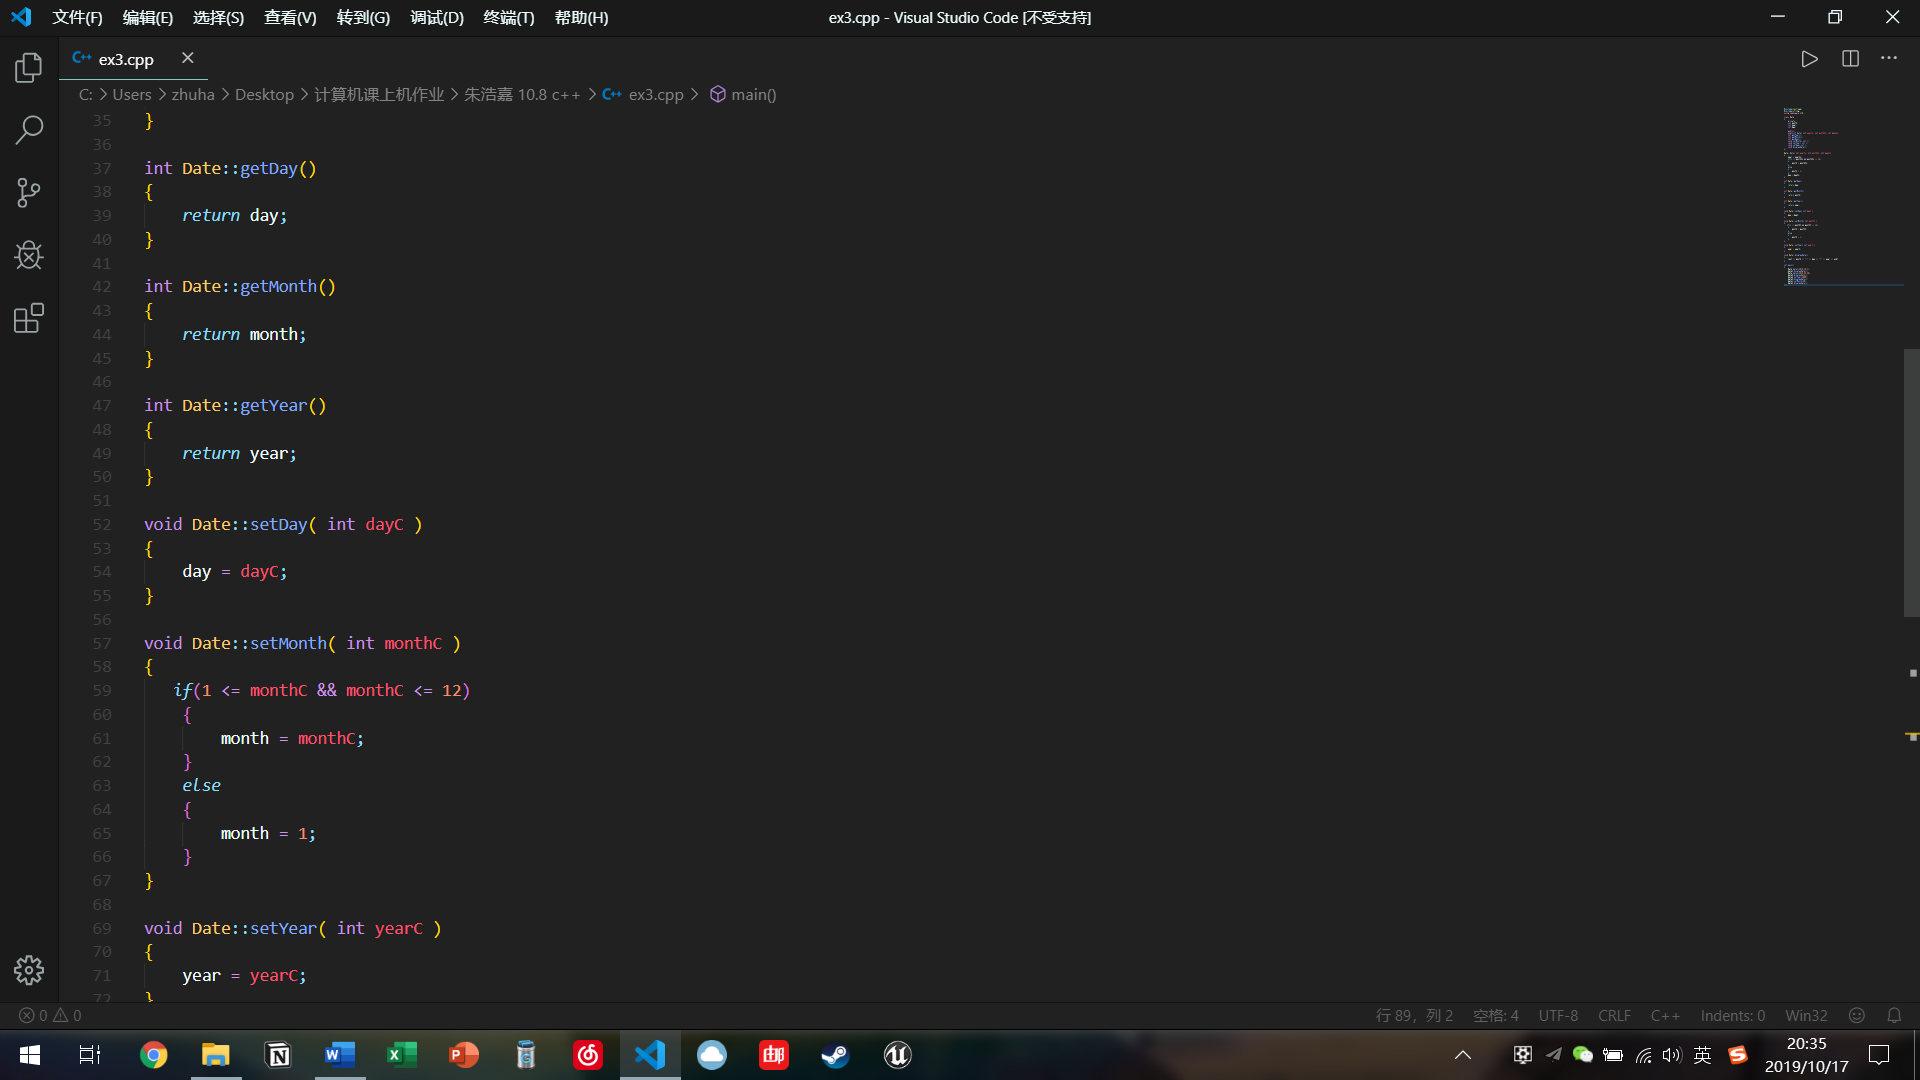 文件(F) 编辑(E) 选择(S) 查看(V) 转到(G) 调试(D) 终端(T) 帮助(H) ex3.cpp - Visual Studio Code [不受支持]
C++ ex3.cpp
C: > Users > zhuha > Desktop > 计算机课上机作业 > 朱浩嘉 10.8 c++ > C++ ex3.cpp > main()
35 }
36
37 int Date::getDay()
38 {
39     return day;
40 }
41
42 int Date::getMonth()
43 {
44     return month;
45 }
46
47 int Date::getYear()
48 {
49     return year;
50 }
51
52 void Date::setDay( int dayC )
53 {
54     day = dayC;
55 }
56
57 void Date::setMonth( int monthC )
58 {
59    if(1 <= monthC && monthC <= 12)
60     {
61         month = monthC;
62     }
63     else
64     {
65         month = 1;
66     }
67 }
68
69 void Date::setYear( int yearC )
70 {
71     year = yearC;
72 }
0 0 行 89，列 2 空格: 4 UTF-8 CRLF C++ Indents: 0 Win32
英 20:35
2019/10/17